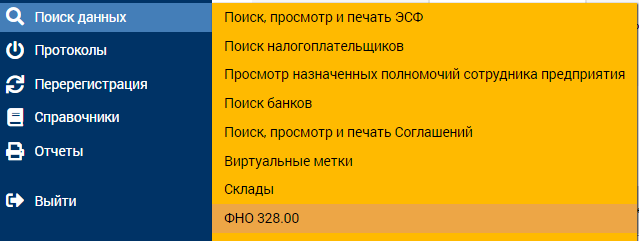 Поиск данных
Протоколы
Перерегистрация
Справочники
Отчеты
Выйти
Поиск, просмотр и печать ЭСФ
Поиск налогоплательщиков
Просмотр назначенных полномочий сотрудника предприятия
Поиск банков
Поиск, просмотр и печать Соглашений
Виртуальные метки
Склады
ФНО 328.00